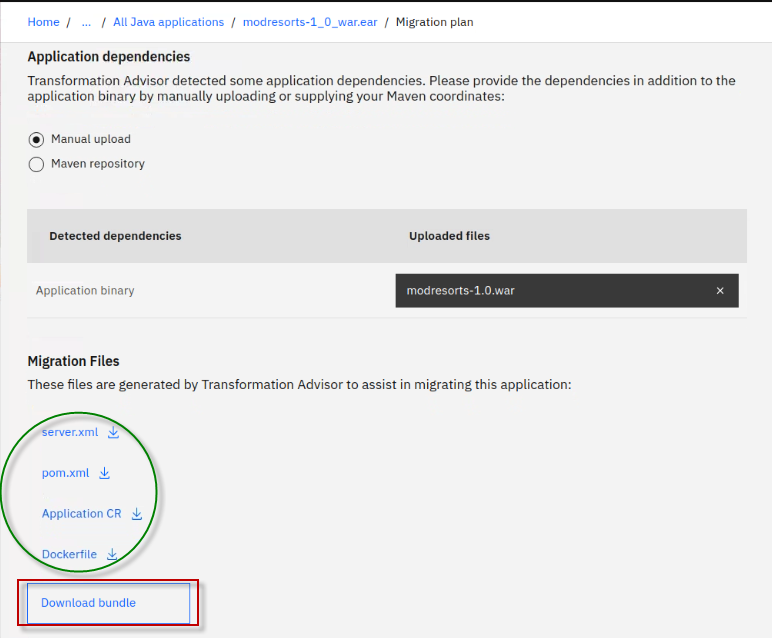 Home / ... / All Java applications / modresorts-1_0_war.ear / Migration plan
Application dependencies
Transformation Advisor detected some application dependencies. Please provide the dependencies in addition to the
application binary by manually uploading or supplying your Maven coordinates:
Manual upload
Maven repository
Detected dependencies Uploaded files
Application binary modresorts-1.0.war ×
Migration Files
These files are generated by Transformation Advisor to assist in migrating this application:
server.xml
pom.xml
Application CR
Dockerfile
Download bundle